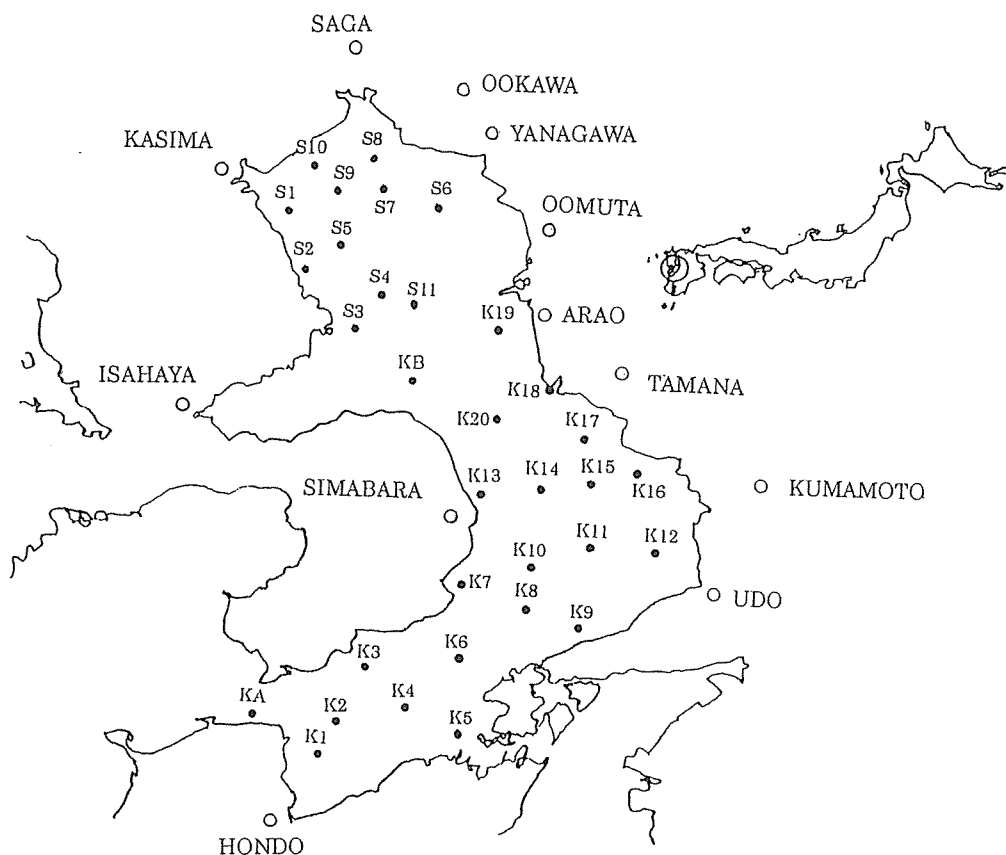 SAGA
OOKAWA
YANAGAWA
KASIMA
S10
S8
S9
S1
S7
S6
OOMUTA
S5
S2
S4
S11
S3
K19
ARAO
ISAHAYA
KB
K18
TAMANA
K20
K17
SIMABARA
K13
K14
K15
K16
KUMAMOTO
K11
K12
K10
K7
K8
UDO
K9
K3
K6
KA
K2
K4
K5
K1
HONDO